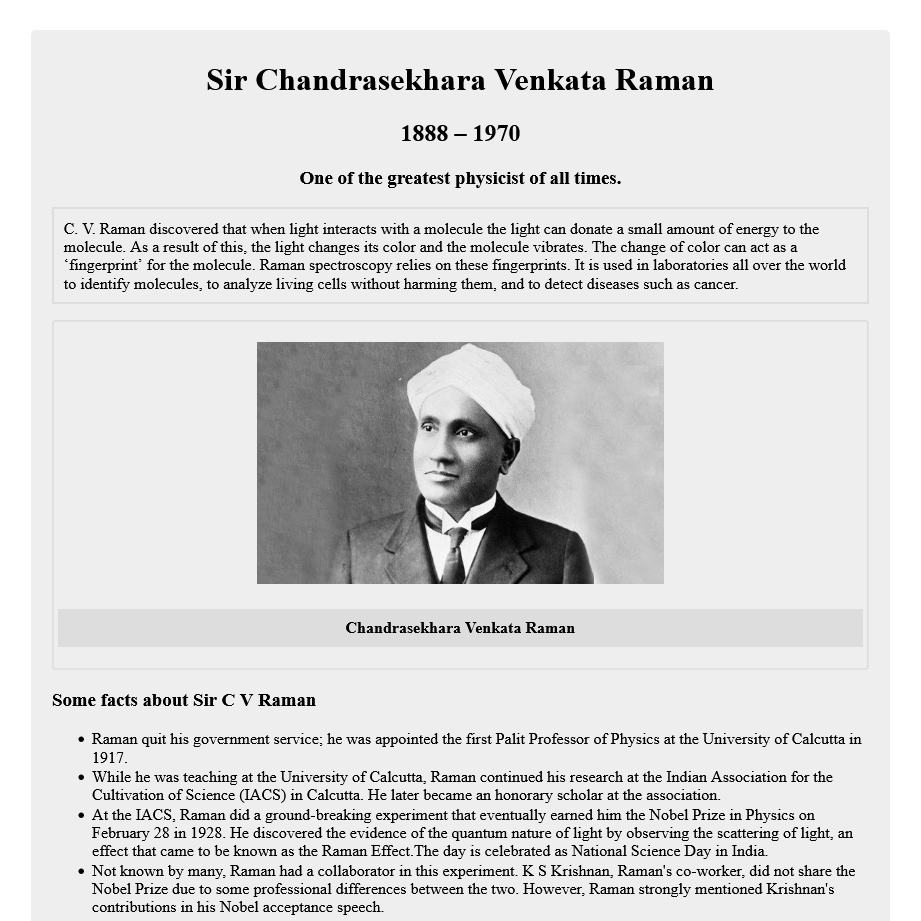 Sir Chandrasekhara Venkata Raman
1888 – 1970
One of the greatest physicist of all times.
C. V. Raman discovered that when light interacts with a molecule the light can donate a small amount of energy to the
molecule. As a result of this, the light changes its color and the molecule vibrates. The change of color can act as a
‘fingerprint’ for the molecule. Raman spectroscopy relies on these fingerprints. It is used in laboratories all over the world
to identify molecules, to analyze living cells without harming them, and to detect diseases such as cancer.
Chandrasekhara Venkata Raman
Some facts about Sir C V Raman
• Raman quit his government service; he was appointed the first Palit Professor of Physics at the University of Calcutta in
1917.
• While he was teaching at the University of Calcutta, Raman continued his research at the Indian Association for the
Cultivation of Science (IACS) in Calcutta. He later became an honorary scholar at the association.
• At the IACS, Raman did a ground-breaking experiment that eventually earned him the Nobel Prize in Physics on
February 28 in 1928. He discovered the evidence of the quantum nature of light by observing the scattering of light, an
effect that came to be known as the Raman Effect.The day is celebrated as National Science Day in India.
• Not known by many, Raman had a collaborator in this experiment. K S Krishnan, Raman's co-worker, did not share the
Nobel Prize due to some professional differences between the two. However, Raman strongly mentioned Krishnan's
contributions in his Nobel acceptance speech.